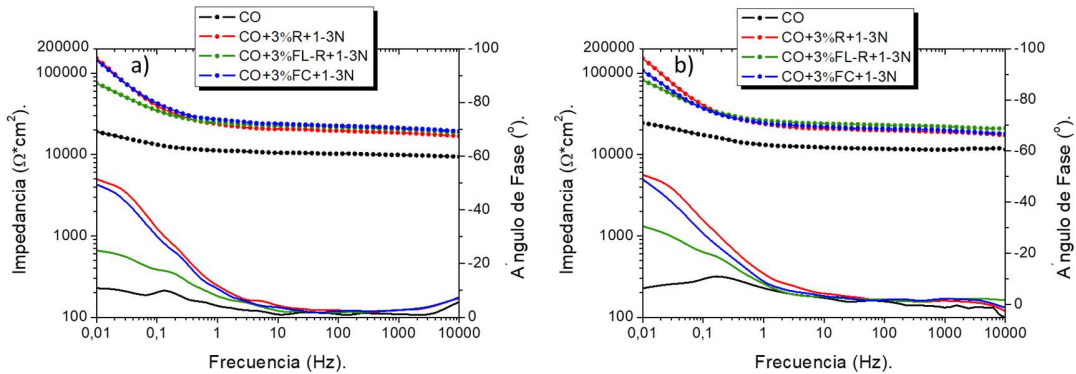 CO
CO+3%R+1-3N
CO+3%FL-R+1-3N
CO+3%FC+1-3N
a)
200000
100000
10000
1000
100
Impedancia (Ω*cm²).
-100
-80
-60
-40
-20
0
A´ngulo de Fase (°).
0,01
0,1
1
10
100
1000
10000
Frecuencia (Hz).
CO
CO+3%R+1-3N
CO+3%FL-R+1-3N
CO+3%FC+1-3N
b)
200000
100000
10000
1000
100
Impedancia (Ω*cm²).
-100
-80
-60
-40
-20
0
A´ngulo de Fase (°).
0,01
0,1
1
10
100
1000
10000
Frecuencia (Hz).